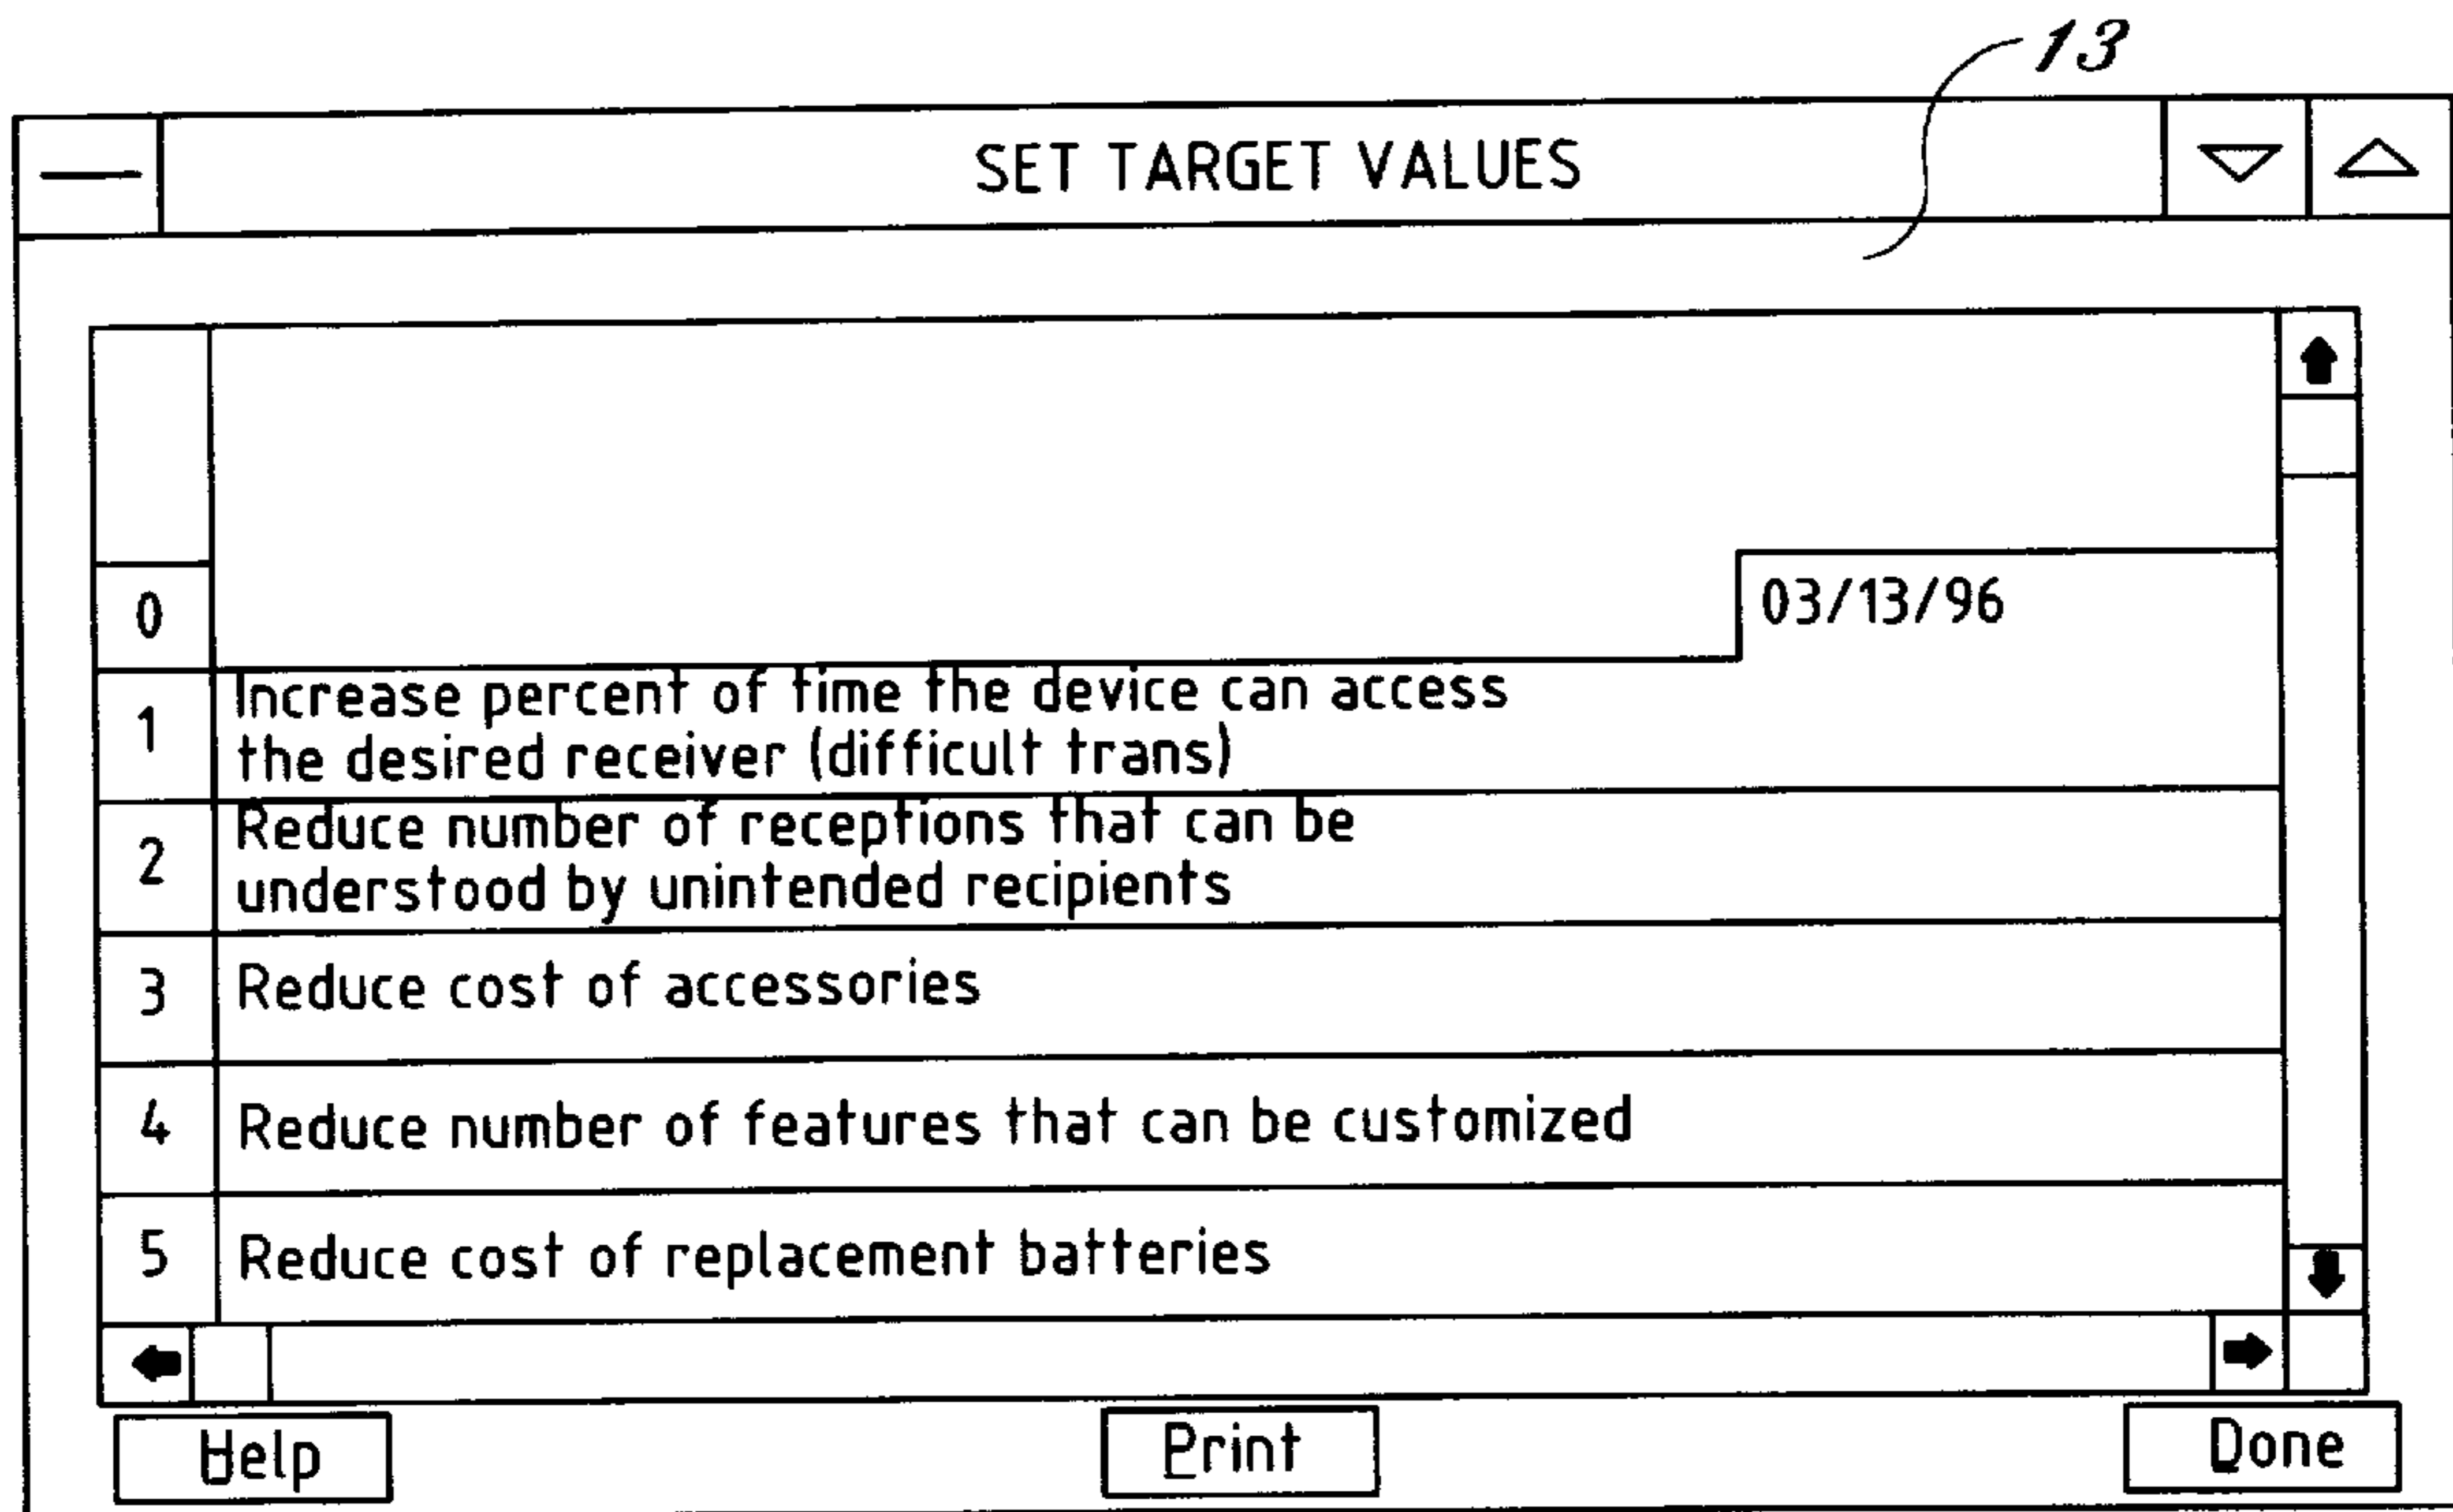 13
SET TARGET VALUES
0
03/13/96
1
Increase percent of time the device can access
the desired receiver (difficult trans)
2
Reduce number of receptions that can be
understood by unintended recipients
3
Reduce cost of accessories
4
Reduce number of features that can be customized
5
Reduce cost of replacement batteries
Help
Print
Done